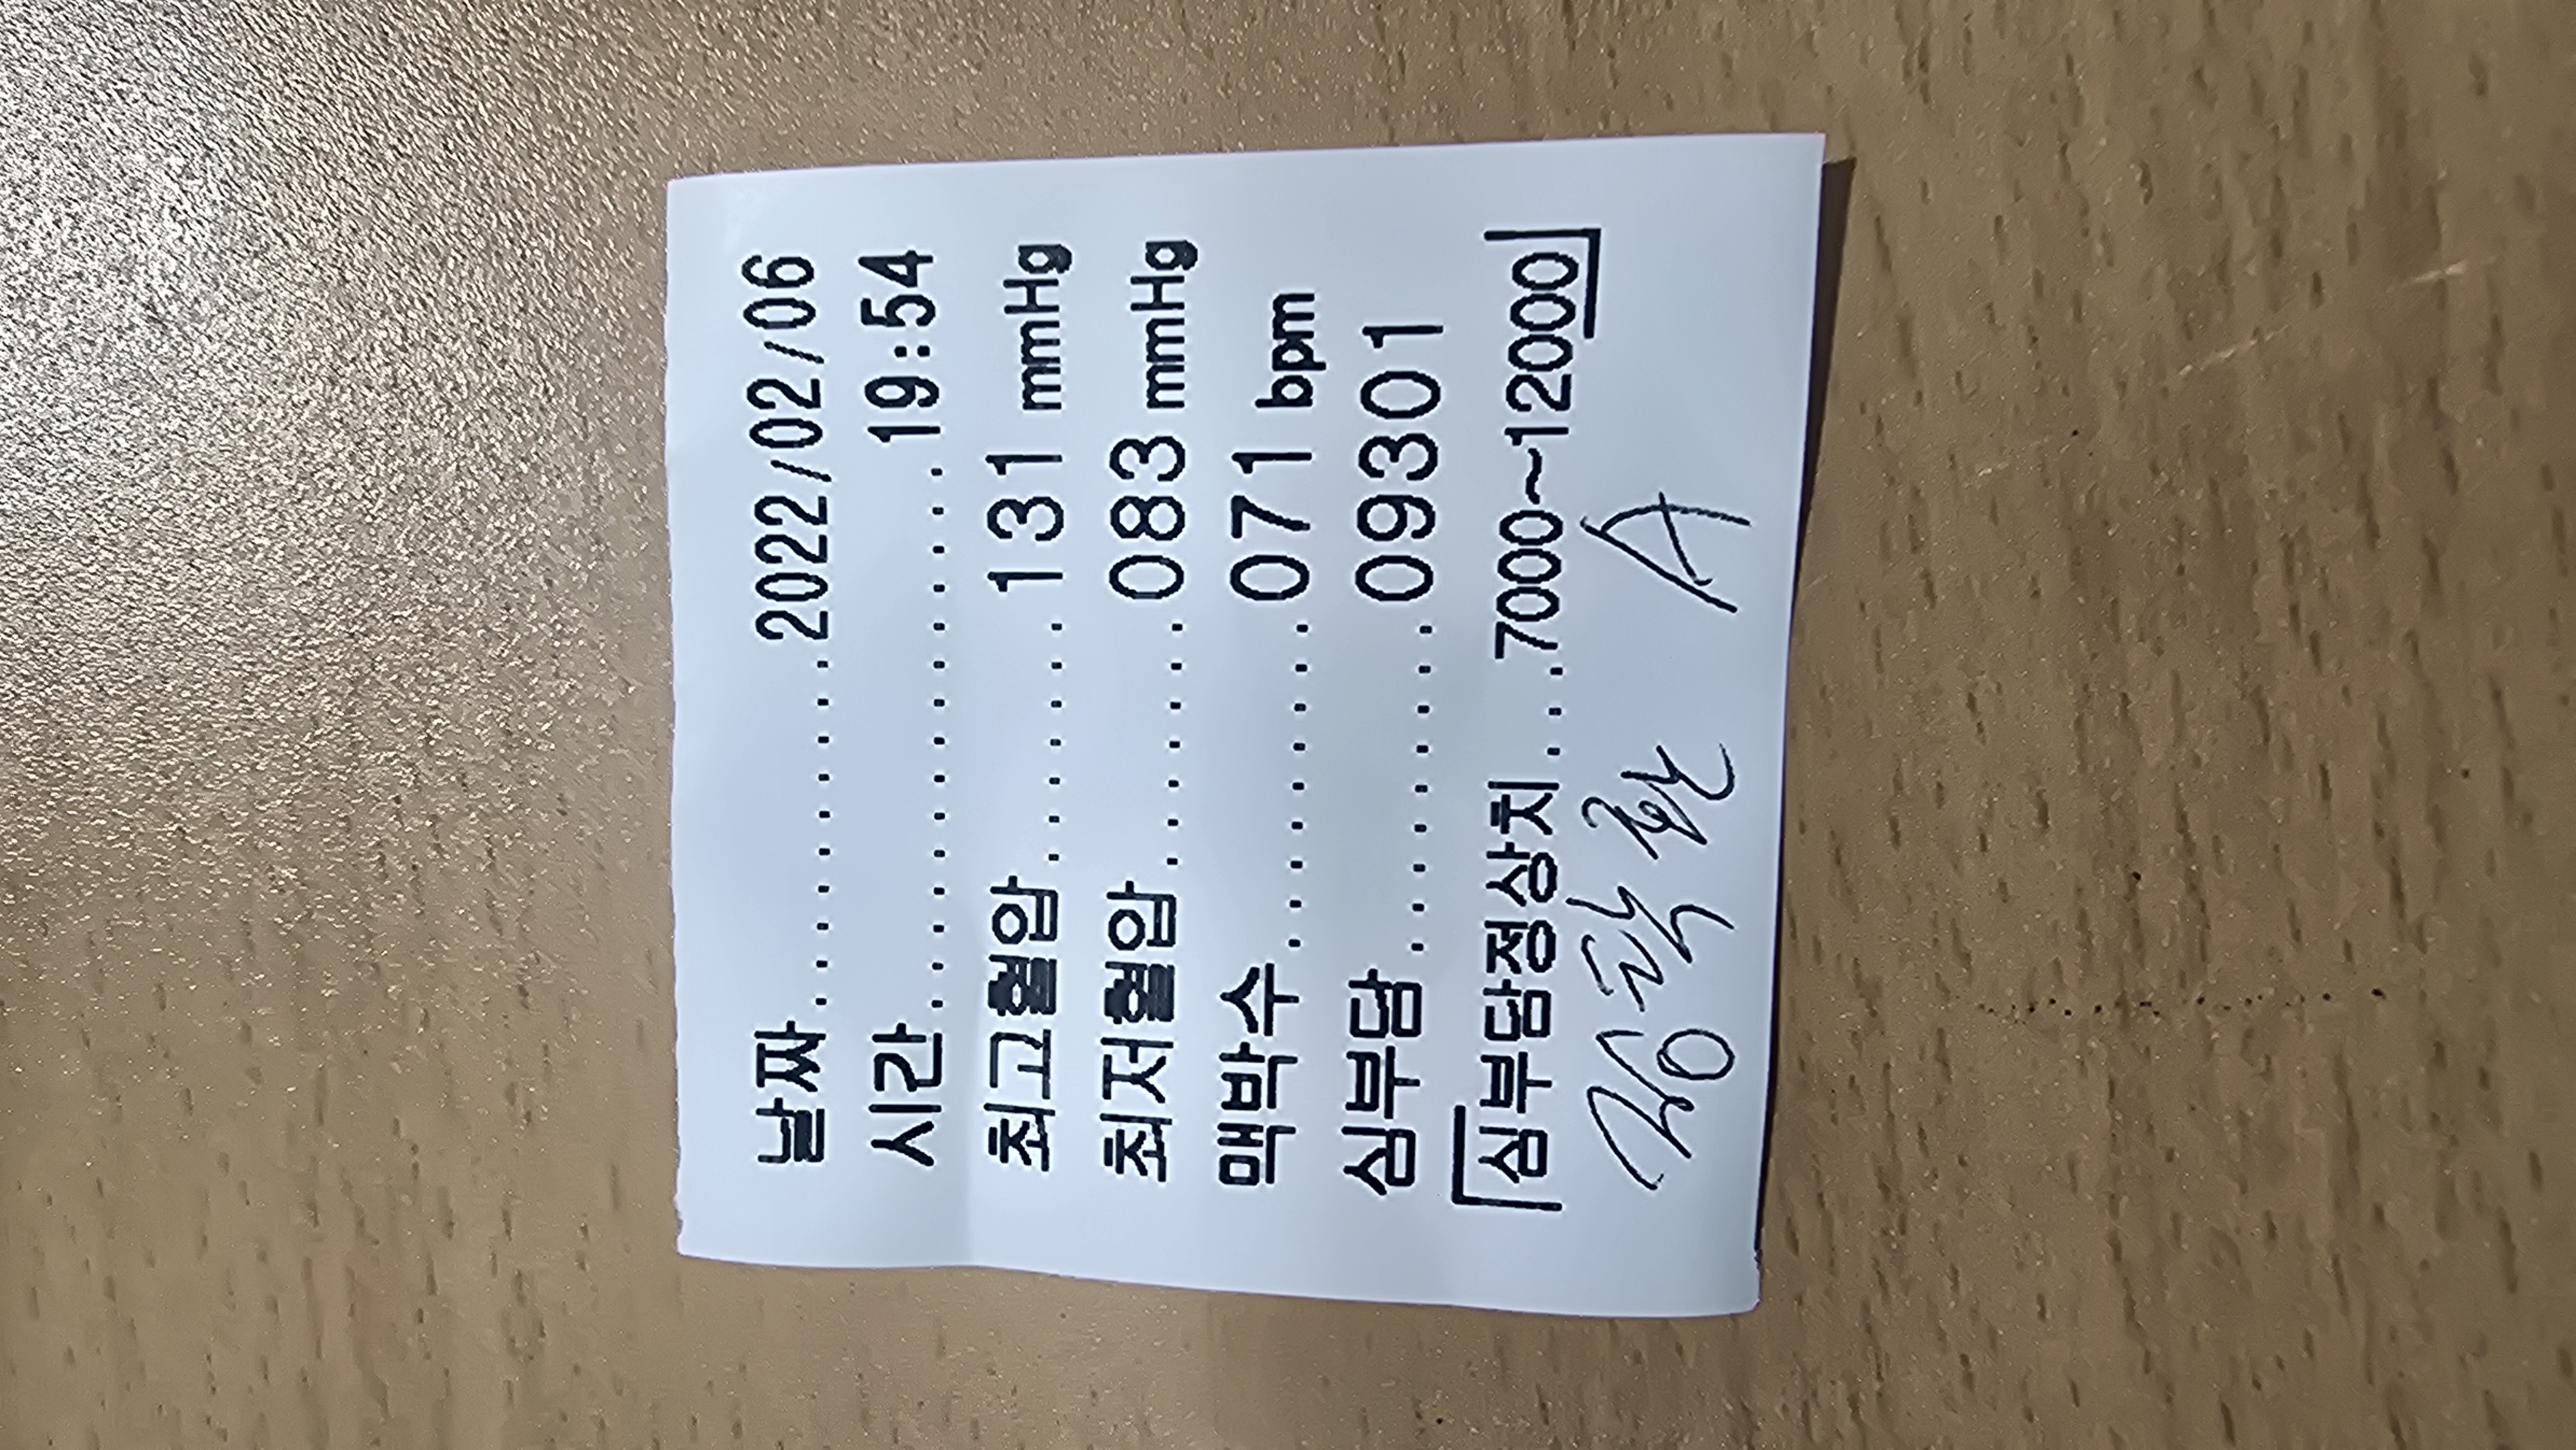 날짜................2022/02/06
시간....................19:54
최고혈압.......131 mmHg
최저혈압.......083 mmHg
맥박수.........071 bpm
심부담.........09301
「심부담정상치...7000~12000」
A